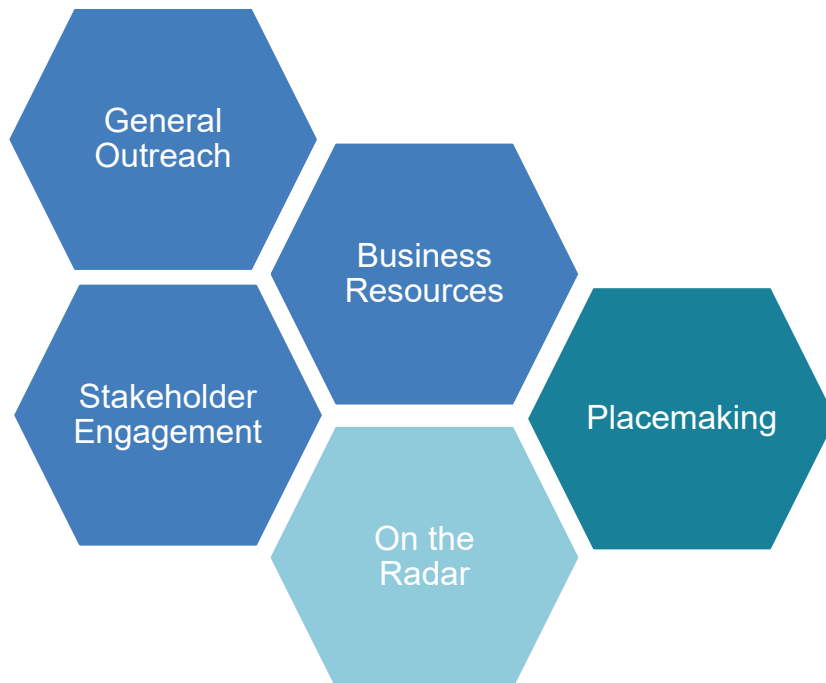 General
Outreach
Business
Resources
Stakeholder
Engagement
Placemaking
On the
Radar